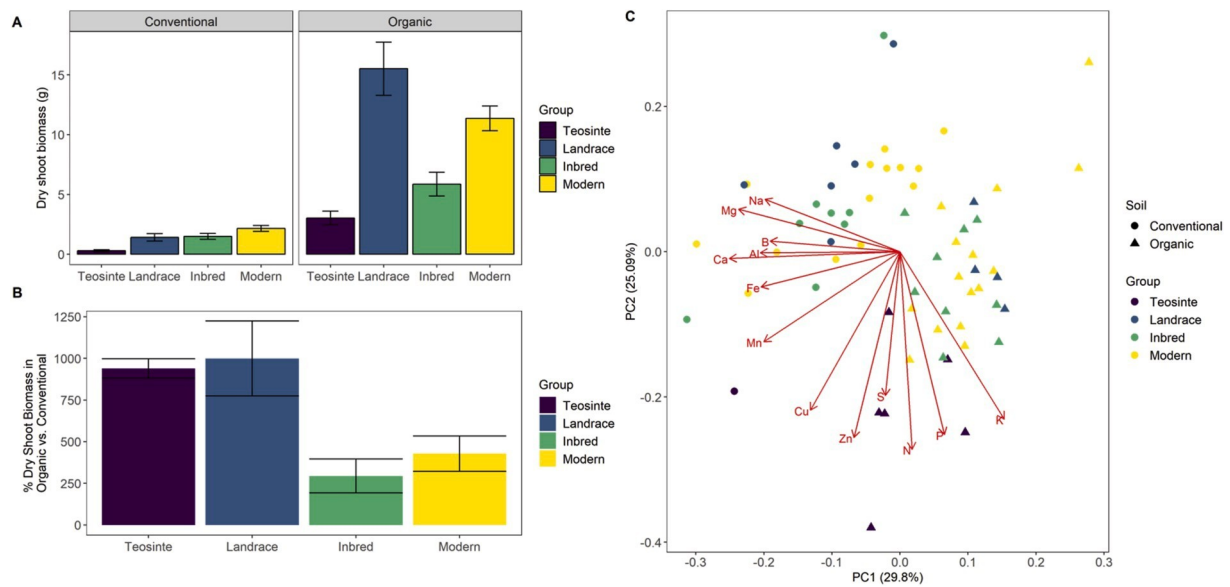 A
Conventional
Organic
Dry shoot biomass (g)
15
10
5
0
Teosinte Landrace Inbred Modern
Teosinte Landrace Inbred Modern
Group
Teosinte
Landrace
Inbred
Modern
B
% Dry Shoot Biomass in
Organic vs. Conventional
1250
1000
750
500
250
0
Teosinte Landrace Inbred Modern
Group
Teosinte
Landrace
Inbred
Modern
C
PC2 (25.09%)
0.2
0.0
-0.2
-0.4
Na
Mg
B
Al
Ca
Fe
Mn
Cu
Zn
S
N
P
K
-0.3 -0.2 -0.1 0.0 0.1 0.2 0.3
PC1 (29.8%)
Soil
Conventional
Organic
Group
Teosinte
Landrace
Inbred
Modern